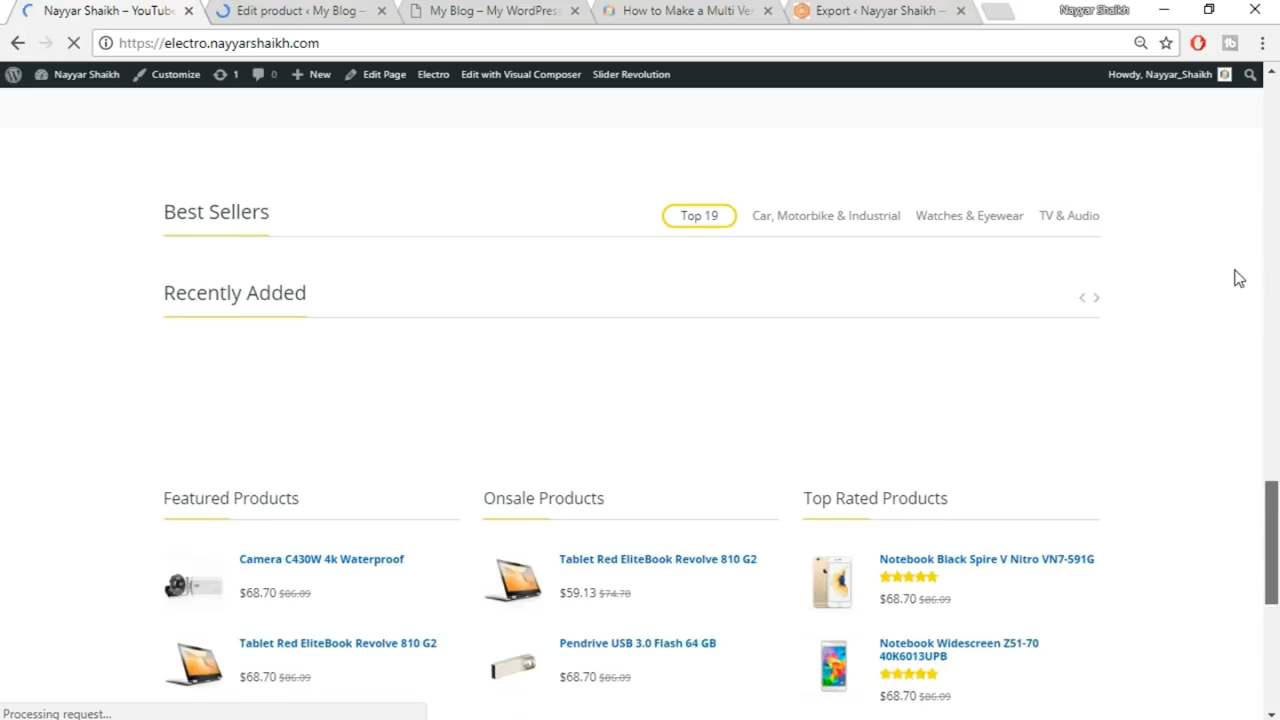 Nayyar Shaikh – YouTube
Edit product ‹ My Blog –
My Blog – My WordPress
How to Make a Multi Ver
Export ‹ Nayyar Shaikh –
Nayyar Shaikh
https://electro.nayyarshaikh.com
Nayyar Shaikh Customize 1 0 New Edit Page Electro Edit with Visual Composer Slider Revolution Howdy, Nayyar_Shaikh
Best Sellers
Top 19 Car, Motorbike & Industrial Watches & Eyewear TV & Audio
Recently Added
Featured Products
Camera C430W 4k Waterproof
$68.70 $86.09
Tablet Red EliteBook Revolve 810 G2
$68.70 $86.09
Onsale Products
Tablet Red EliteBook Revolve 810 G2
$59.13 $74.78
Pendrive USB 3.0 Flash 64 GB
$68.70 $86.09
Top Rated Products
Notebook Black Spire V Nitro VN7-591G
$68.70 $86.09
Notebook Widescreen Z51-70
40K6013UPB
$68.70 $86.09
Processing request...